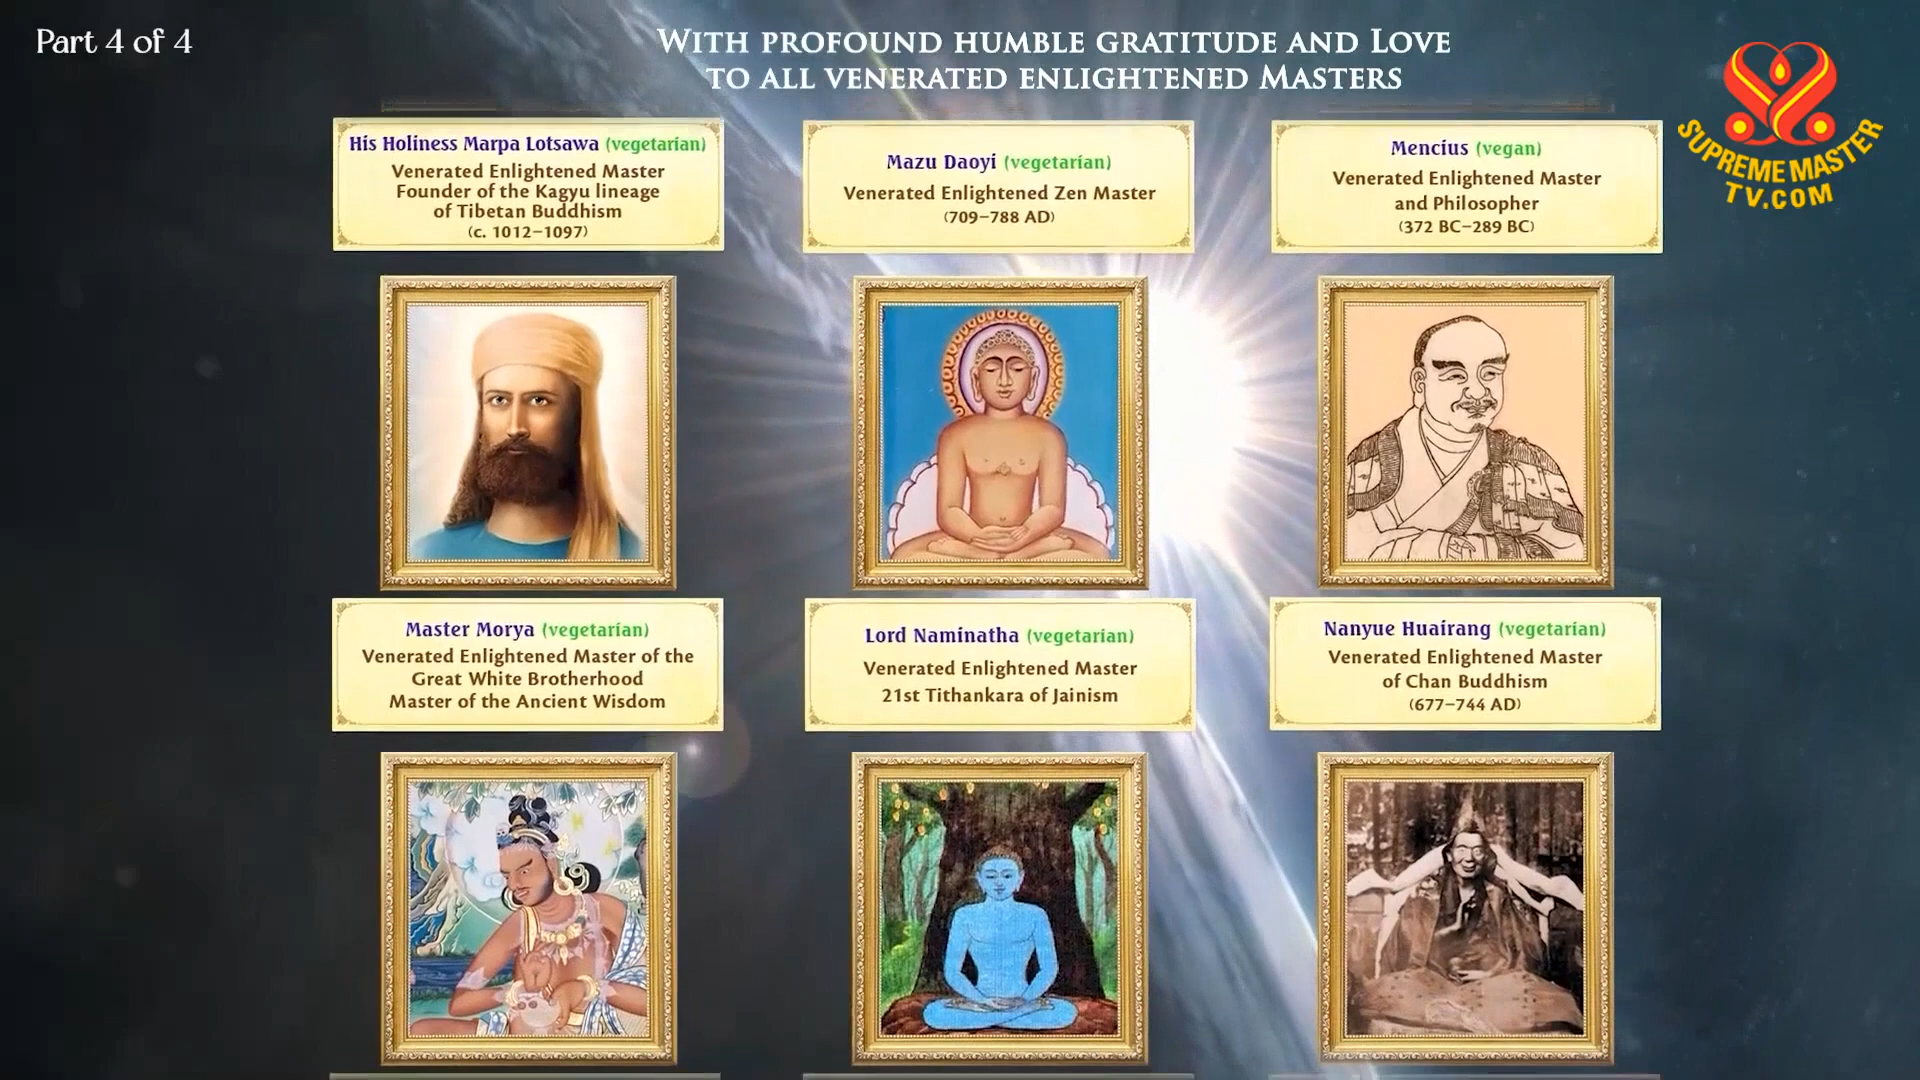 Part 4 of 4
WITH PROFOUND HUMBLE GRATITUDE AND LOVE
TO ALL VENERATED ENLIGHTENED MASTERS
SUPREME MASTER
TV.COM
His Holiness Marpa Lotsawa (vegetarian)
Venerated Enlightened Master
Founder of the Kagyu lineage
of Tibetan Buddhism
(c. 1012–1097)
Mazu Daoyi (vegetarian)
Venerated Enlightened Zen Master
(709–788 AD)
Mencius (vegan)
Venerated Enlightened Master
and Philosopher
(372 BC–289 BC)
Master Morya (vegetarian)
Venerated Enlightened Master of the
Great White Brotherhood
Master of the Ancient Wisdom
Lord Naminatha (vegetarian)
Venerated Enlightened Master
21st Tithankara of Jainism
Nanyue Huairang (vegetarian)
Venerated Enlightened Master
of Chan Buddhism
(677–744 AD)